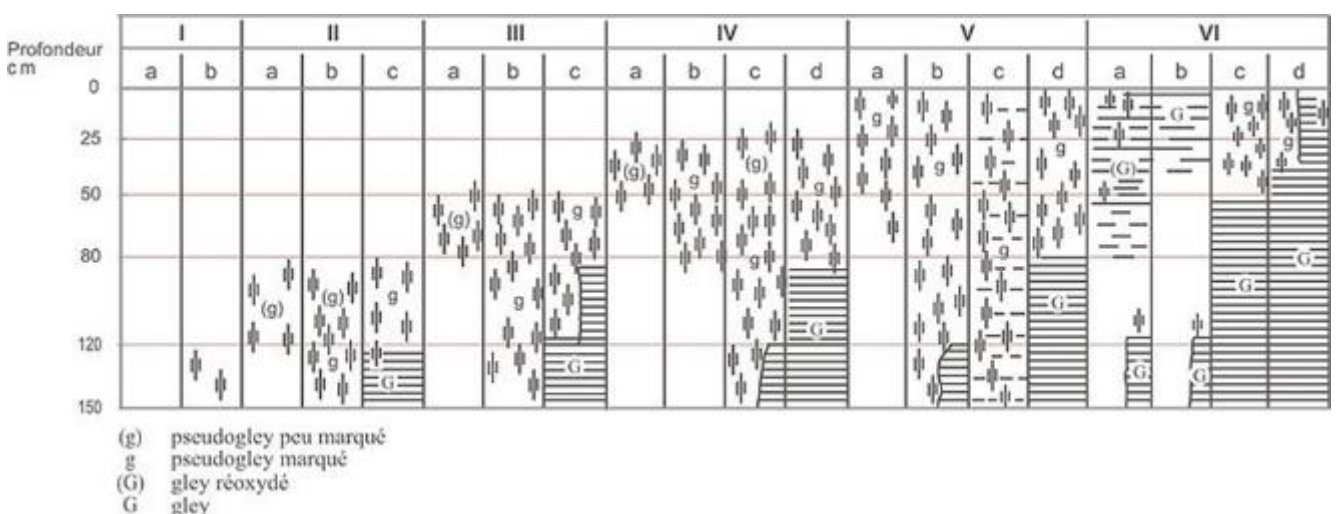 I II III IV V VI
Profondeur
cm
a b a b c a b c a b c d a b c d a b c d
0
g g G g
25
(g) g (g) g g (G) g
50
(g) g g g
80
(g) (g) g g g g G G
G G
120
g G G G
G
150
(g) pseudogley peu marqué
g pseudogley marqué
(G) gley réoxydé
G gley